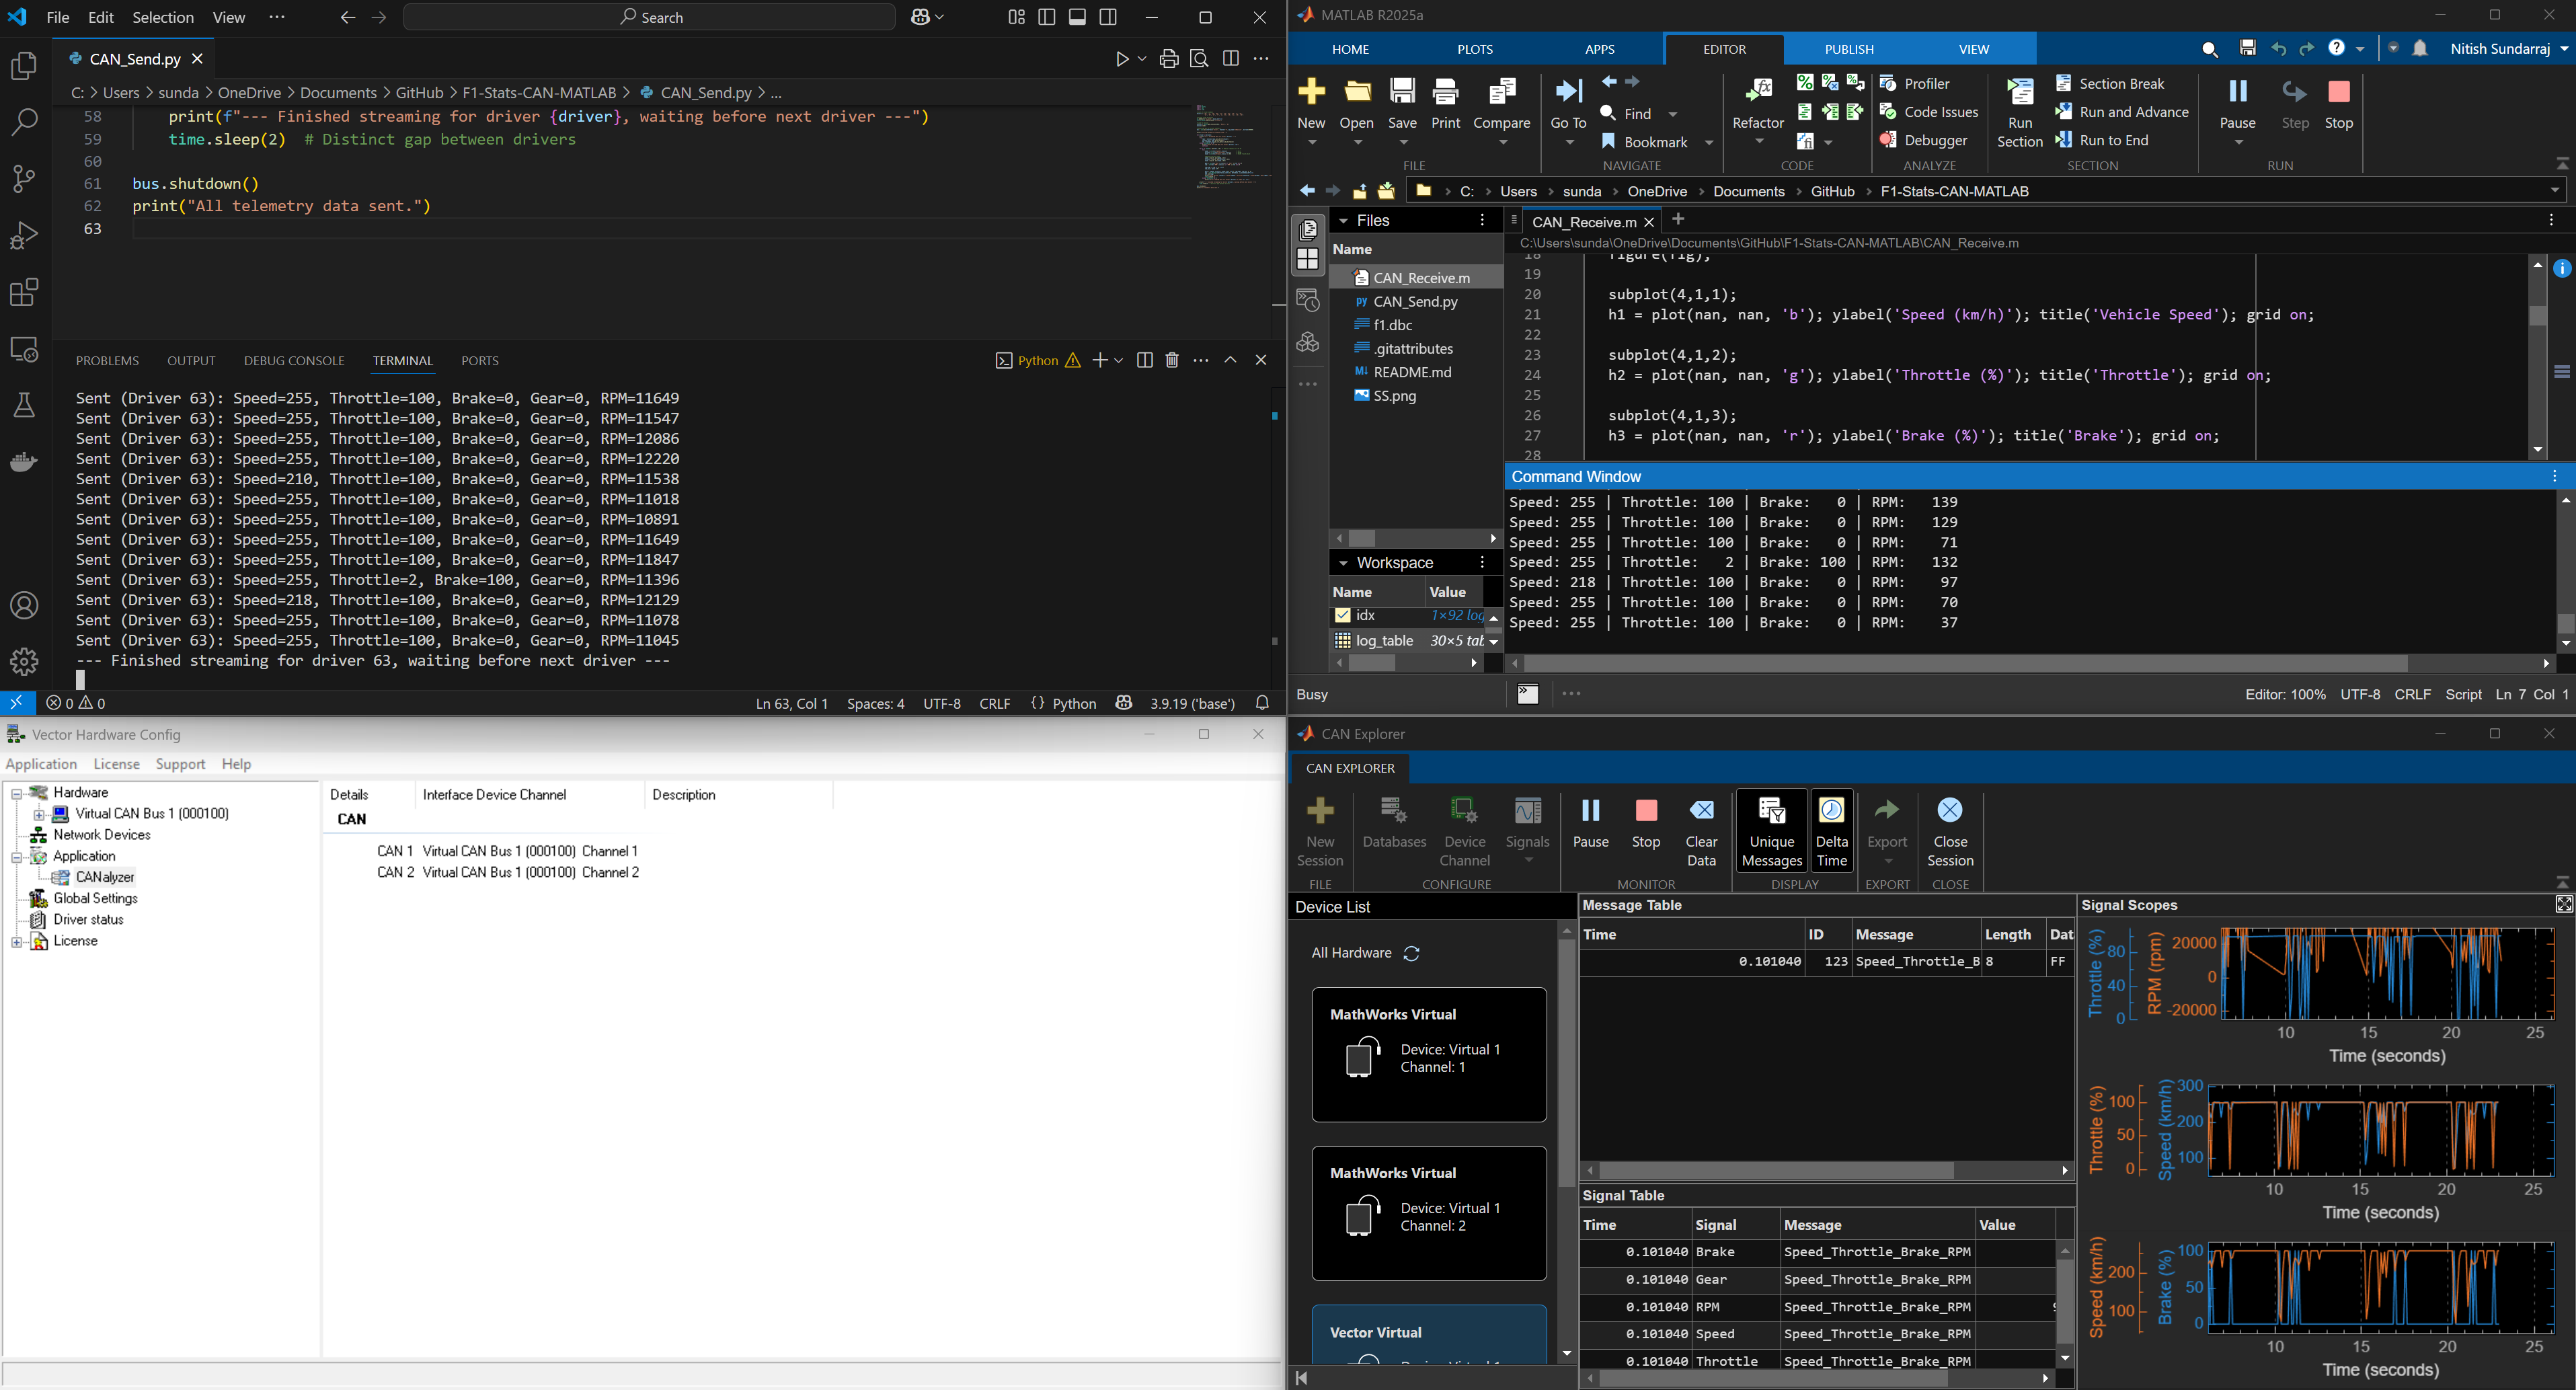 File Edit Selection View ··· Search
CAN_Send.py
C: > Users > sunda > OneDrive > Documents > GitHub > F1-Stats-CAN-MATLAB > CAN_Send.py > ...
58 print(f"--- Finished streaming for driver {driver}, waiting before next driver ---")
59 time.sleep(2) # Distinct gap between drivers
60
61 bus.shutdown()
62 print("All telemetry data sent.")
63
PROBLEMS OUTPUT DEBUG CONSOLE TERMINAL PORTS Python
Sent (Driver 63): Speed=255, Throttle=100, Brake=0, Gear=0, RPM=11649
Sent (Driver 63): Speed=255, Throttle=100, Brake=0, Gear=0, RPM=11547
Sent (Driver 63): Speed=255, Throttle=100, Brake=0, Gear=0, RPM=12086
Sent (Driver 63): Speed=255, Throttle=100, Brake=0, Gear=0, RPM=12220
Sent (Driver 63): Speed=210, Throttle=100, Brake=0, Gear=0, RPM=11538
Sent (Driver 63): Speed=255, Throttle=100, Brake=0, Gear=0, RPM=11018
Sent (Driver 63): Speed=255, Throttle=100, Brake=0, Gear=0, RPM=10891
Sent (Driver 63): Speed=255, Throttle=100, Brake=0, Gear=0, RPM=11649
Sent (Driver 63): Speed=255, Throttle=100, Brake=0, Gear=0, RPM=11847
Sent (Driver 63): Speed=255, Throttle=2, Brake=100, Gear=0, RPM=11396
Sent (Driver 63): Speed=218, Throttle=100, Brake=0, Gear=0, RPM=12129
Sent (Driver 63): Speed=255, Throttle=100, Brake=0, Gear=0, RPM=11078
Sent (Driver 63): Speed=255, Throttle=100, Brake=0, Gear=0, RPM=11045
--- Finished streaming for driver 63, waiting before next driver ---
0 0 Ln 63, Col 1 Spaces: 4 UTF-8 CRLF {} Python 3.9.19 ('base')
MATLAB R2025a
HOME PLOTS APPS EDITOR PUBLISH VIEW Nitish Sundarraj
New Open Save Print Compare Go To Find Bookmark Refactor Profiler Code Issues Debugger Run Section Section Break Run and Advance Run to End Pause Step Stop
FILE NAVIGATE CODE ANALYZE SECTION RUN
C: > Users > sunda > OneDrive > Documents > GitHub > F1-Stats-CAN-MATLAB
Files
Name
CAN_Receive.m
CAN_Send.py
f1.dbc
.gitattributes
README.md
SS.png
Workspace
Name Value
idx 1×92 log
log_table 30×5 tab
CAN_Receive.m
C:\Users\sunda\OneDrive\Documents\GitHub\F1-Stats-CAN-MATLAB\CAN_Receive.m
18 figure(fig);
19
20 subplot(4,1,1);
21 h1 = plot(nan, nan, 'b'); ylabel('Speed (km/h)'); title('Vehicle Speed'); grid on;
22
23 subplot(4,1,2);
24 h2 = plot(nan, nan, 'g'); ylabel('Throttle (%)'); title('Throttle'); grid on;
25
26 subplot(4,1,3);
27 h3 = plot(nan, nan, 'r'); ylabel('Brake (%)'); title('Brake'); grid on;
28
Command Window
Speed: 255 | Throttle: 100 | Brake: 0 | RPM: 139
Speed: 255 | Throttle: 100 | Brake: 0 | RPM: 129
Speed: 255 | Throttle: 100 | Brake: 0 | RPM: 71
Speed: 255 | Throttle: 2 | Brake: 100 | RPM: 132
Speed: 218 | Throttle: 100 | Brake: 0 | RPM: 97
Speed: 255 | Throttle: 100 | Brake: 0 | RPM: 70
Speed: 255 | Throttle: 100 | Brake: 0 | RPM: 37
Busy Editor: 100% UTF-8 CRLF Script Ln 7 Col 1
Vector Hardware Config
Application License Support Help
Hardware
Virtual CAN Bus 1 (000100)
Network Devices
Application
CANalyzer
Global Settings
Driver status
License
Details Interface Device Channel Description
CAN
CAN 1 Virtual CAN Bus 1 (000100) Channel 1
CAN 2 Virtual CAN Bus 1 (000100) Channel 2
CAN Explorer
CAN EXPLORER
New Session Databases Device Channel Signals Pause Stop Clear Data Unique Messages Delta Time Export Close Session
FILE CONFIGURE MONITOR DISPLAY EXPORT CLOSE
Device List
All Hardware
MathWorks Virtual
Device: Virtual 1
Channel: 1
MathWorks Virtual
Device: Virtual 1
Channel: 2
Vector Virtual
Message Table
Time ID Message Length Dat
0.101040 123 Speed_Throttle_B 8 FF
Signal Table
Time Signal Message Value
0.101040 Brake Speed_Throttle_Brake_RPM
0.101040 Gear Speed_Throttle_Brake_RPM
0.101040 RPM Speed_Throttle_Brake_RPM
0.101040 Speed Speed_Throttle_Brake_RPM
0.101040 Throttle Speed_Throttle_Brake_RPM
Signal Scopes
Throttle (%) 80 40 0
RPM (rpm) 20000 0 -20000
10 15 20 25
Time (seconds)
Throttle (%) 100 50 0
Speed (km/h) 300 200 100
10 15 20 25
Time (seconds)
Speed (km/h) 200 100
Brake (%) 100 50 0
10 15 20 25
Time (seconds)